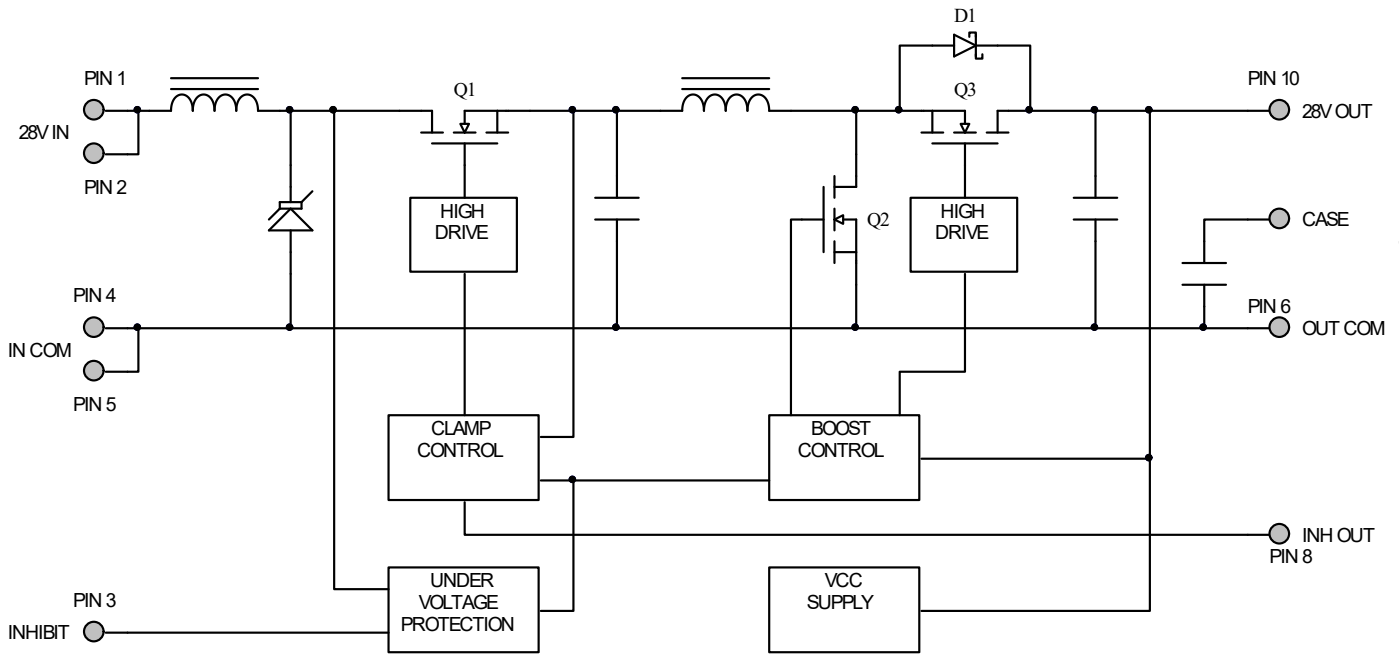 D1
PIN 1
Q1
Q3
PIN 10
28V IN
28V OUT
PIN 2
HIGH
DRIVE
Q2
HIGH
DRIVE
CASE
PIN 4
PIN 6
IN COM
OUT COM
PIN 5
CLAMP
CONTROL
BOOST
CONTROL
INH OUT
PIN 8
UNDER
VOLTAGE
PROTECTION
VCC
SUPPLY
PIN 3
INHIBIT